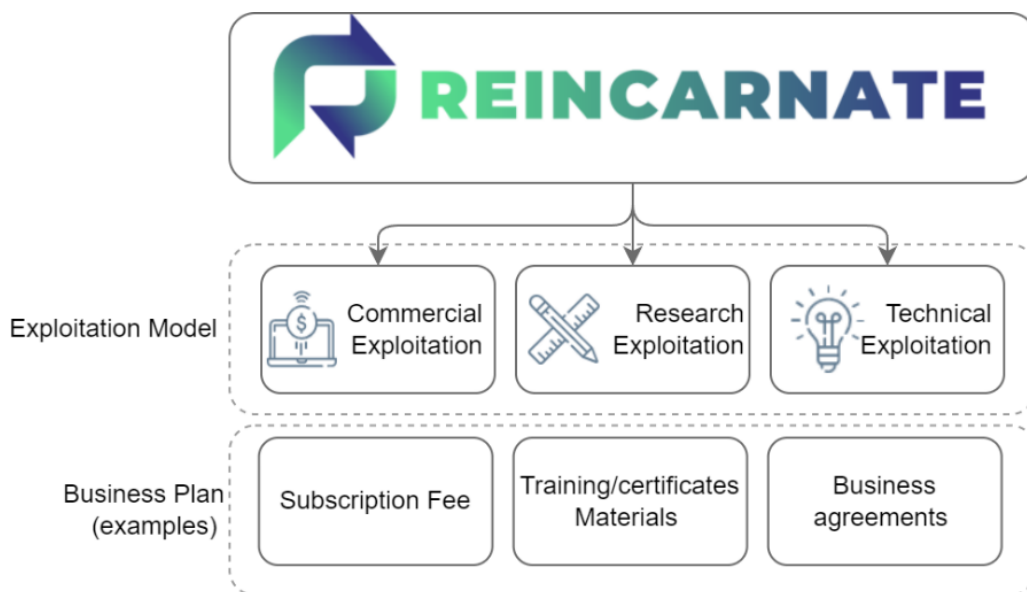 REINCARNATE
Exploitation Model
Commercial
Exploitation
Research
Exploitation
Technical
Exploitation
Business Plan
(examples)
Subscription Fee
Training/certificates
Materials
Business
agreements